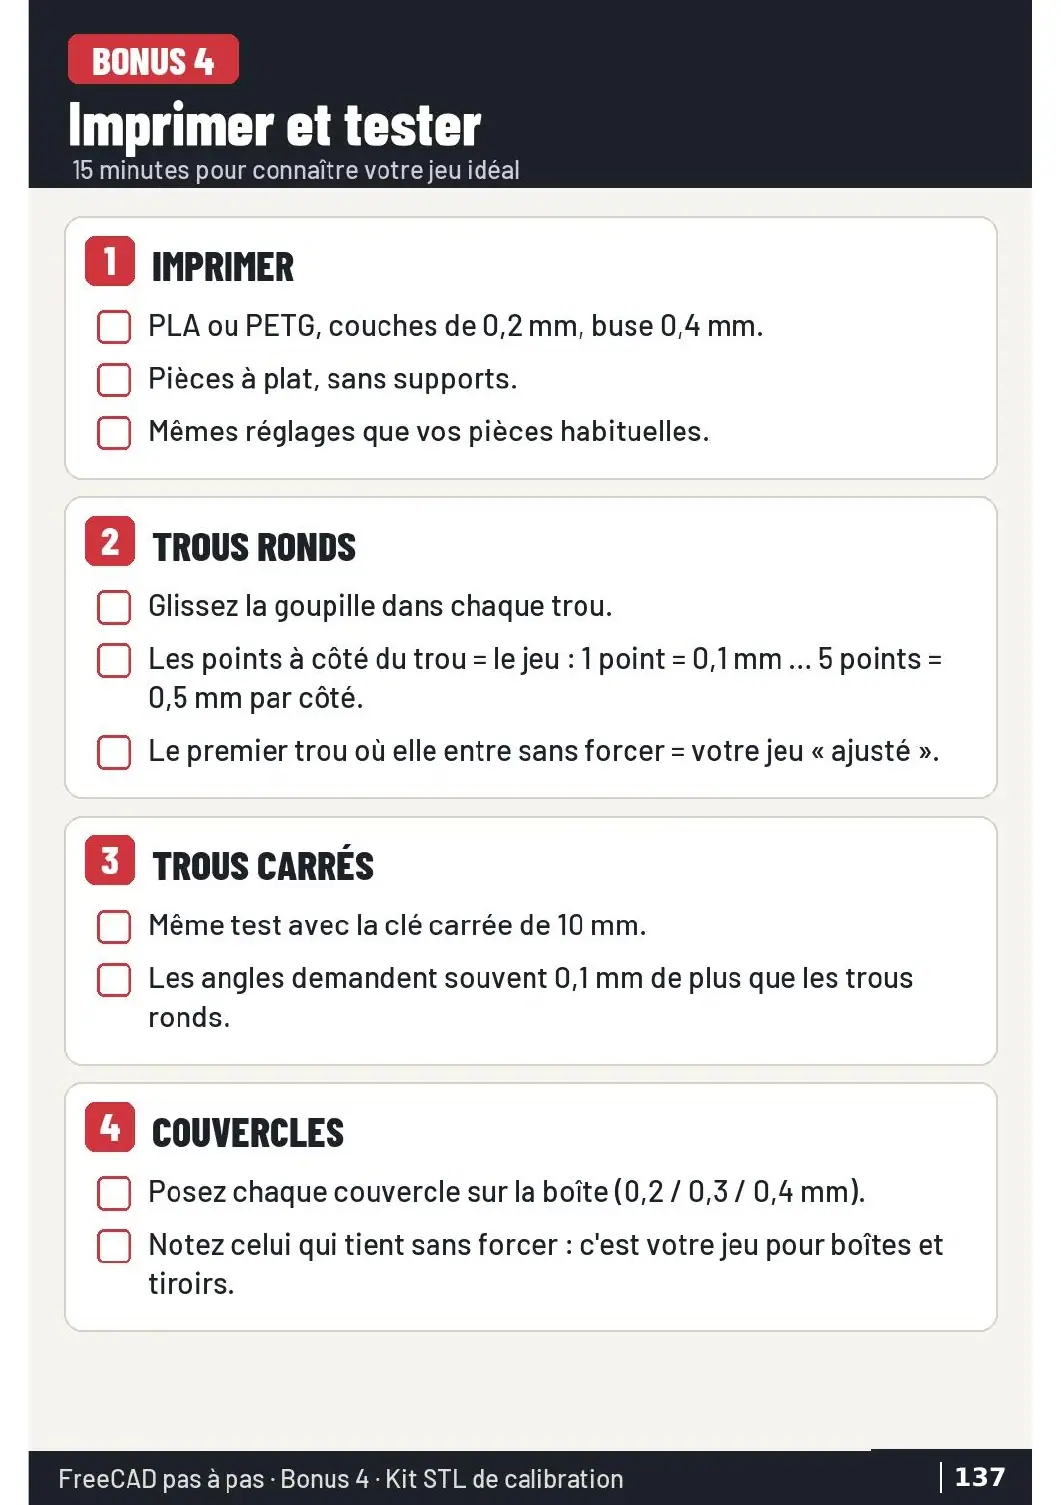 BONUS 4
Imprimer et tester
15 minutes pour connaître votre jeu idéal
1 IMPRIMER
PLA ou PETG, couches de 0,2 mm, buse 0,4 mm.
Pièces à plat, sans supports.
Mêmes réglages que vos pièces habituelles.
2 TROUS RONDS
Glissez la goupille dans chaque trou.
Les points à côté du trou = le jeu : 1 point = 0,1 mm ... 5 points =
0,5 mm par côté.
Le premier trou où elle entre sans forcer = votre jeu « ajusté ».
3 TROUS CARRÉS
Même test avec la clé carrée de 10 mm.
Les angles demandent souvent 0,1 mm de plus que les trous
ronds.
4 COUVERCLES
Posez chaque couvercle sur la boîte (0,2 / 0,3 / 0,4 mm).
Notez celui qui tient sans forcer : c'est votre jeu pour boîtes et
tiroirs.
FreeCAD pas à pas · Bonus 4 · Kit STL de calibration
137